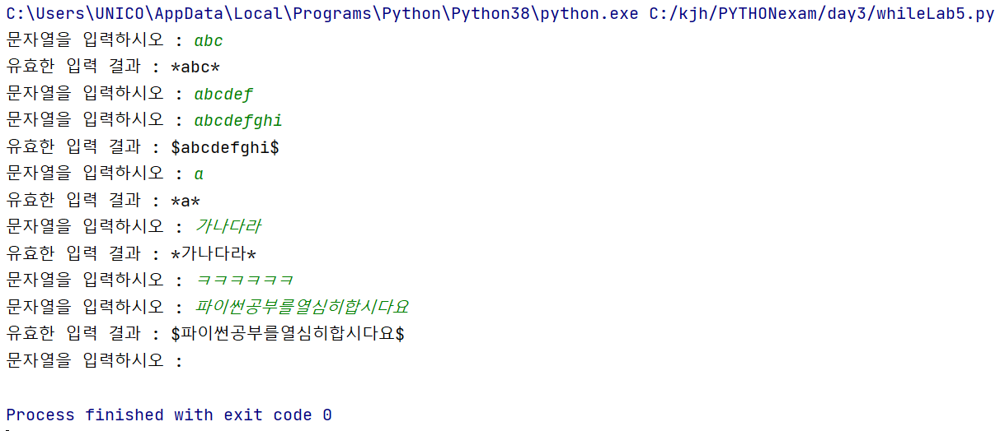 C:\Users\UNICO\AppData\Local\Programs\Python\Python38\python.exe C:/kjh/PYTHONexam/day3/whileLab5.py
문자열을 입력하시오 : abc
유효한 입력 결과 : *abc*
문자열을 입력하시오 : abcdef
문자열을 입력하시오 : abcdefghi
유효한 입력 결과 : $abcdefghi$
문자열을 입력하시오 : a
유효한 입력 결과 : *a*
문자열을 입력하시오 : 가나다라
유효한 입력 결과 : *가나다라*
문자열을 입력하시오 : ㅋㅋㅋㅋㅋㅋ
문자열을 입력하시오 : 파이썬공부를열심히합시다요
유효한 입력 결과 : $파이썬공부를열심히합시다요$
문자열을 입력하시오 :
Process finished with exit code 0